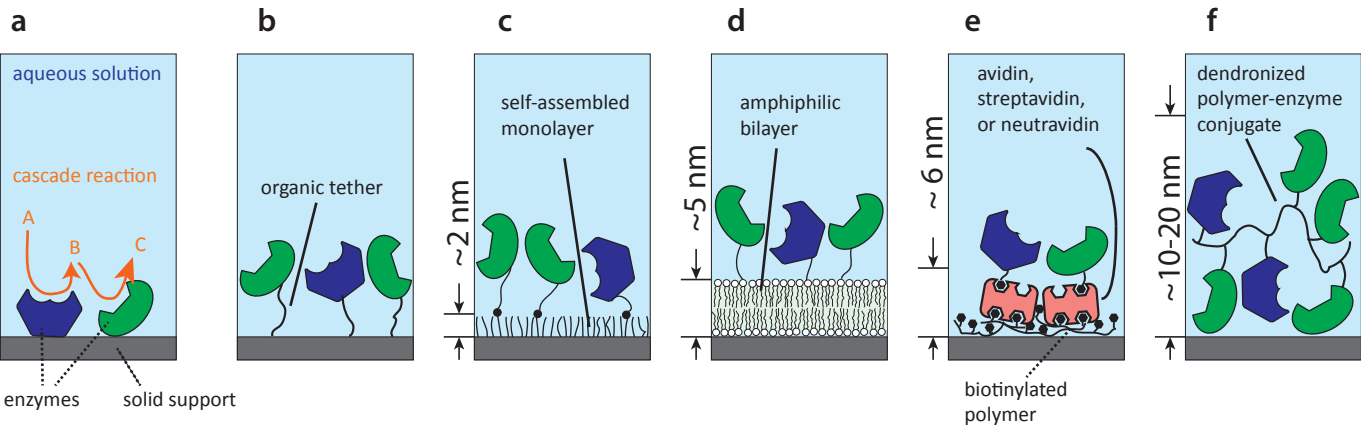 a
aqueous solution
cascade reaction
A
B
C
enzymes
solid support
b
organic tether
c
self-assembled
monolayer
~2 nm
d
amphiphilic
bilayer
~5 nm
e
avidin,
streptavidin,
or neutravidin
~ 6 nm
biotinylated
polymer
f
dendronized
polymer-enzyme
conjugate
~10-20 nm